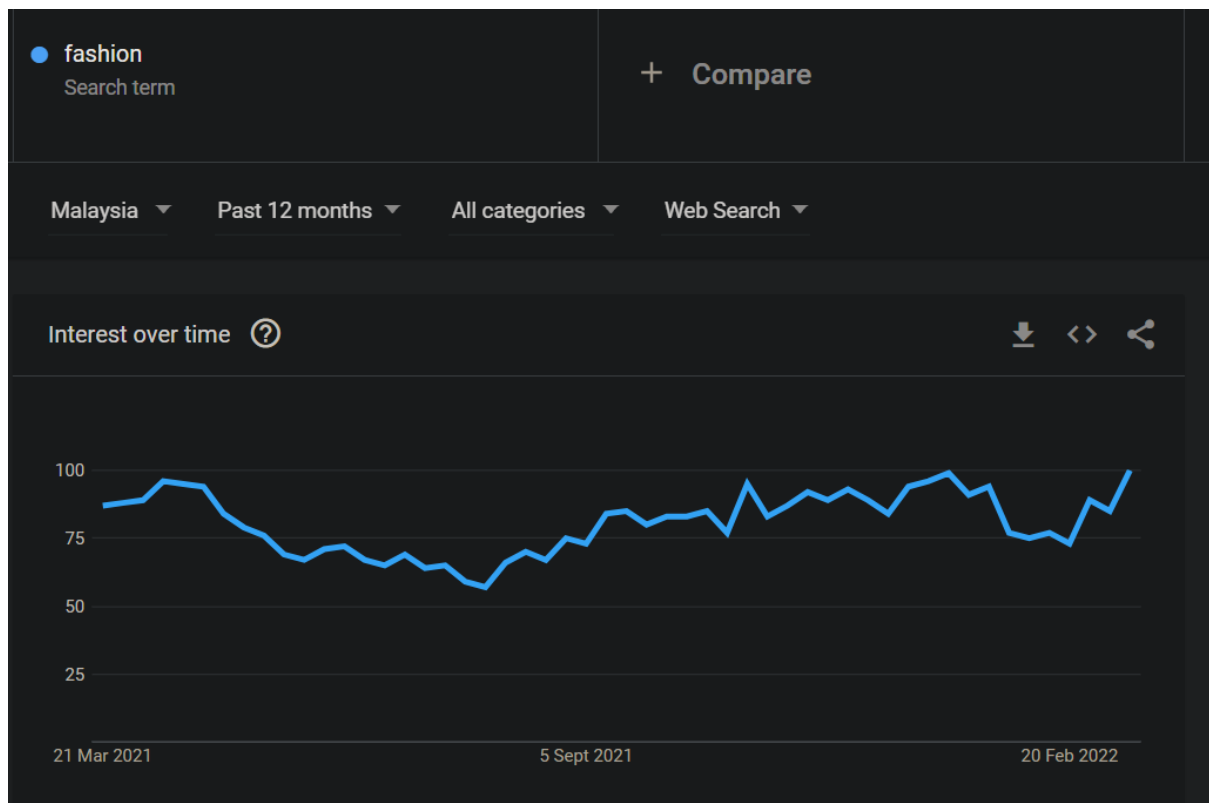 fashion
Search term
+ Compare
Malaysia
Past 12 months
All categories
Web Search
Interest over time ?
100
75
50
25
21 Mar 2021
5 Sept 2021
20 Feb 2022